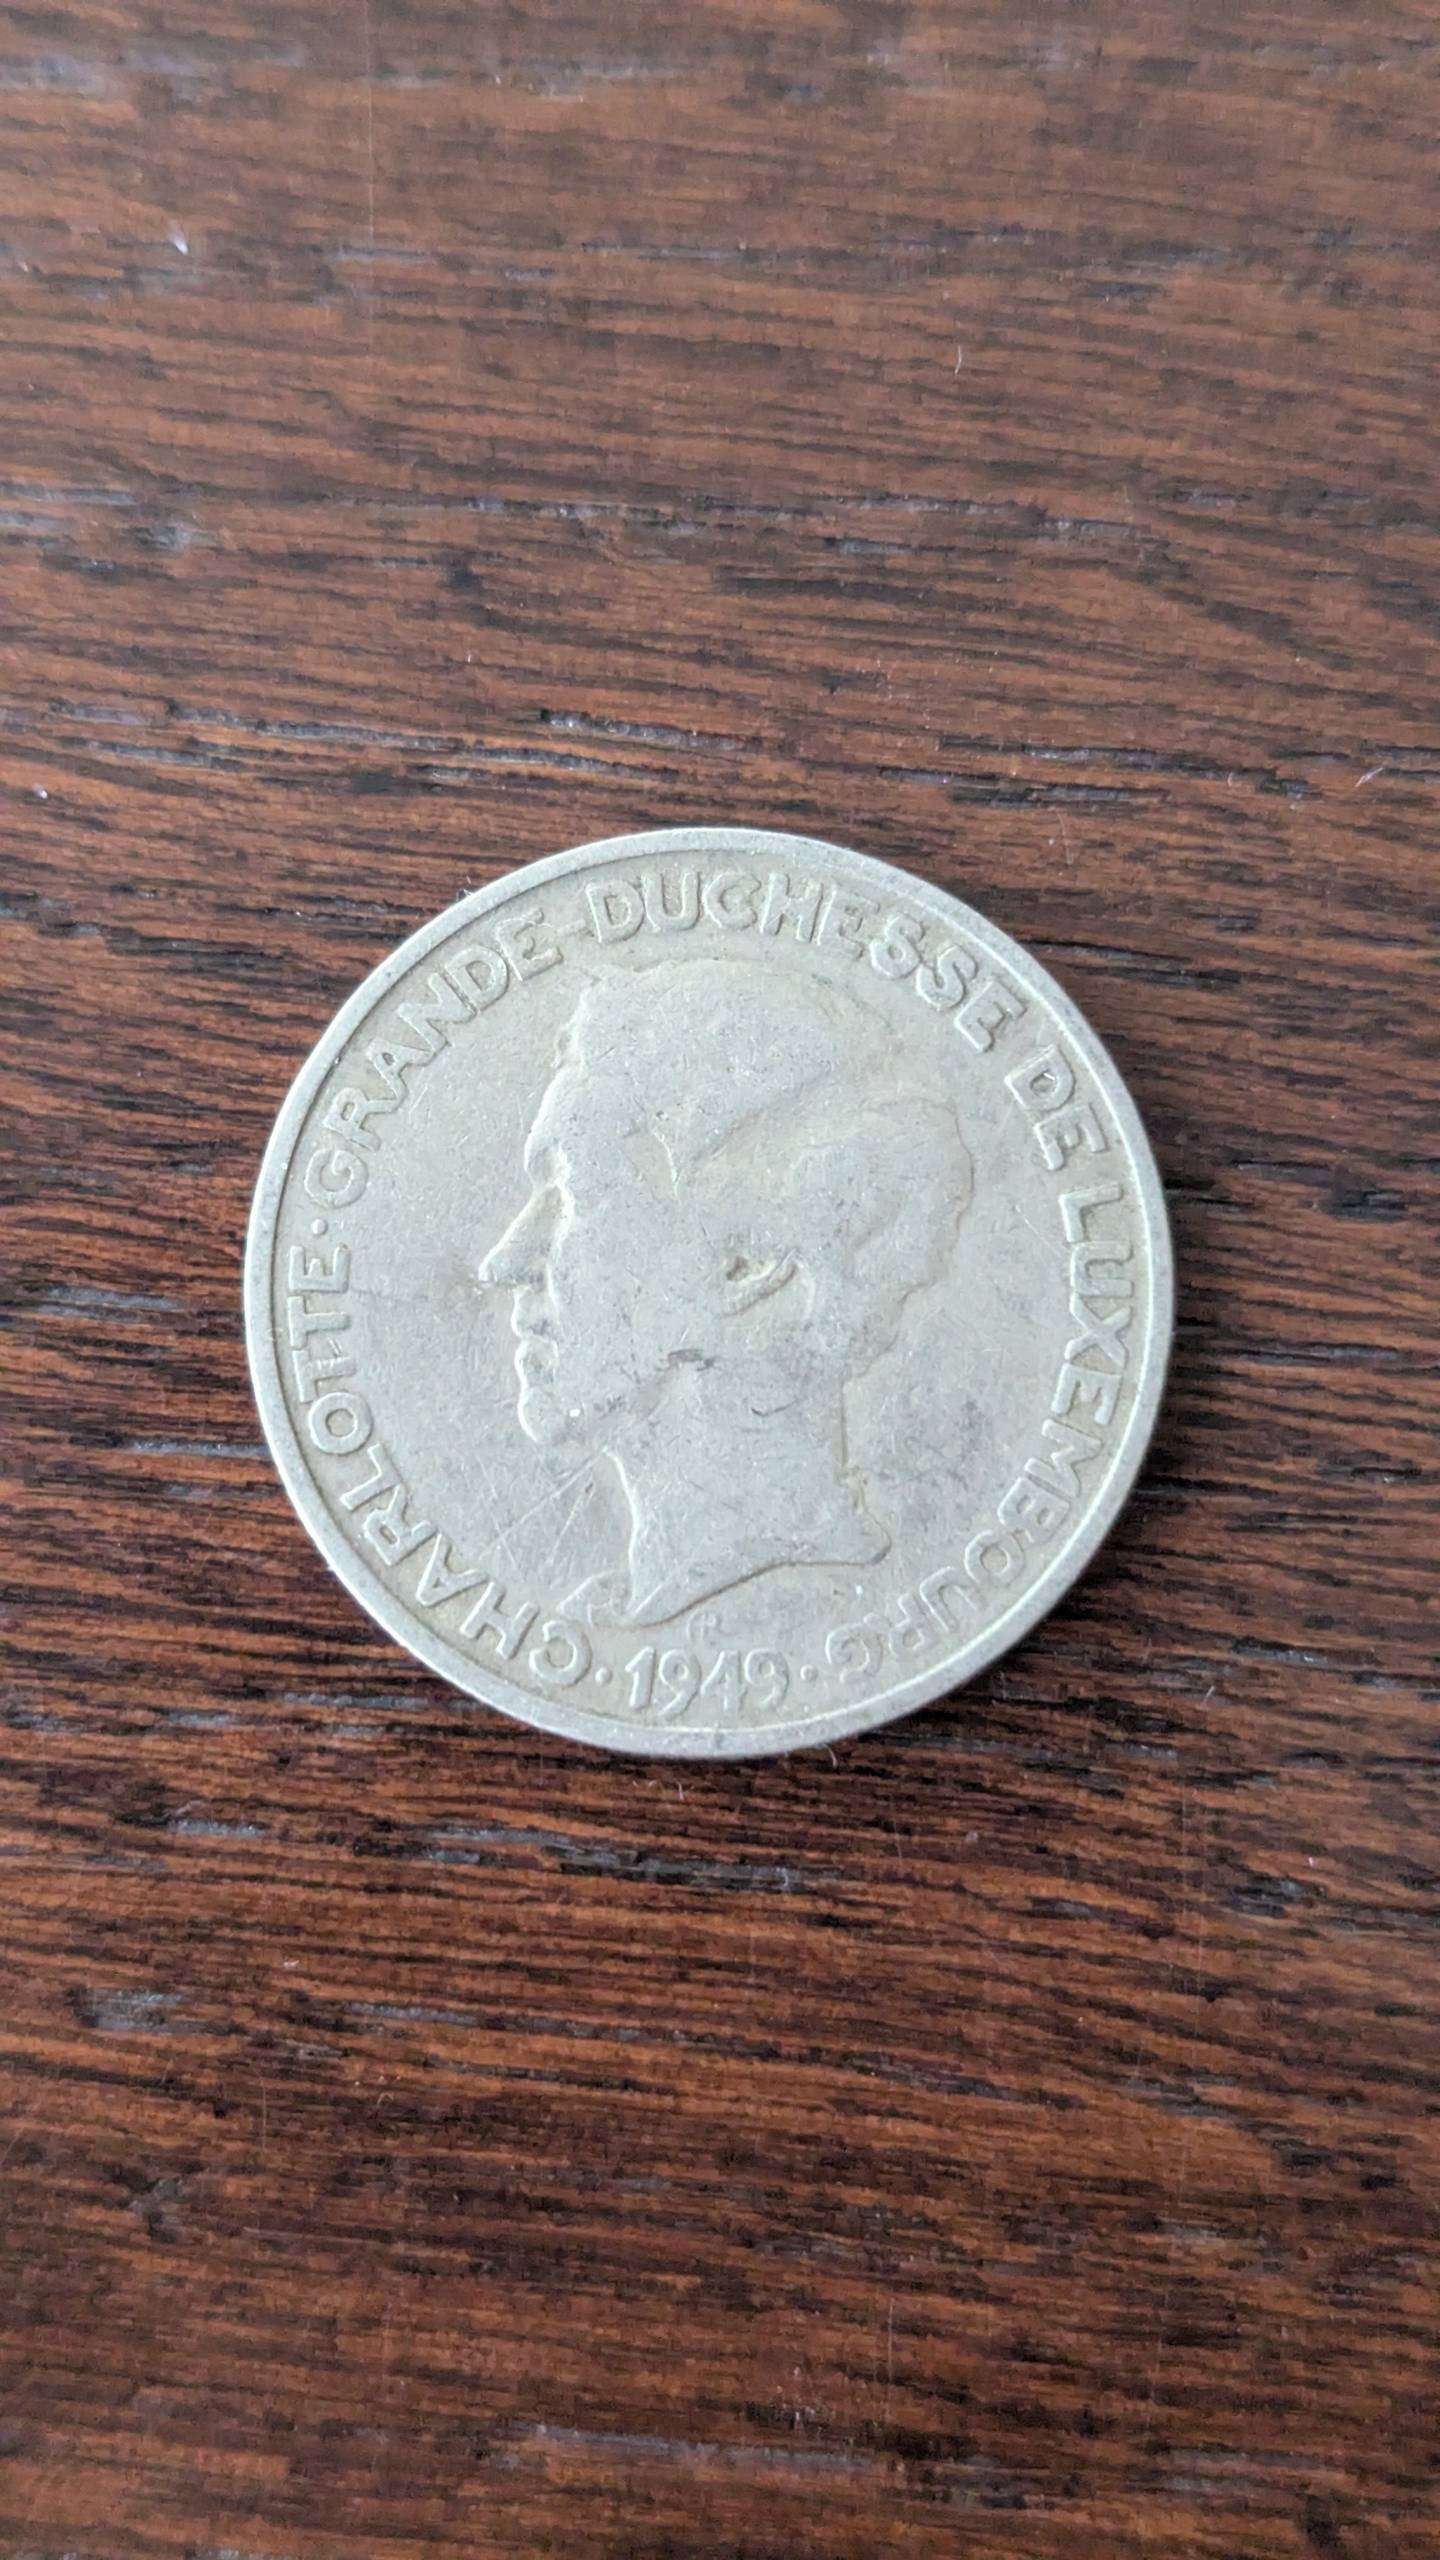 CHARLOTTE·GRANDE-DUCHESSE DE LUXEMBOURG
·1949·